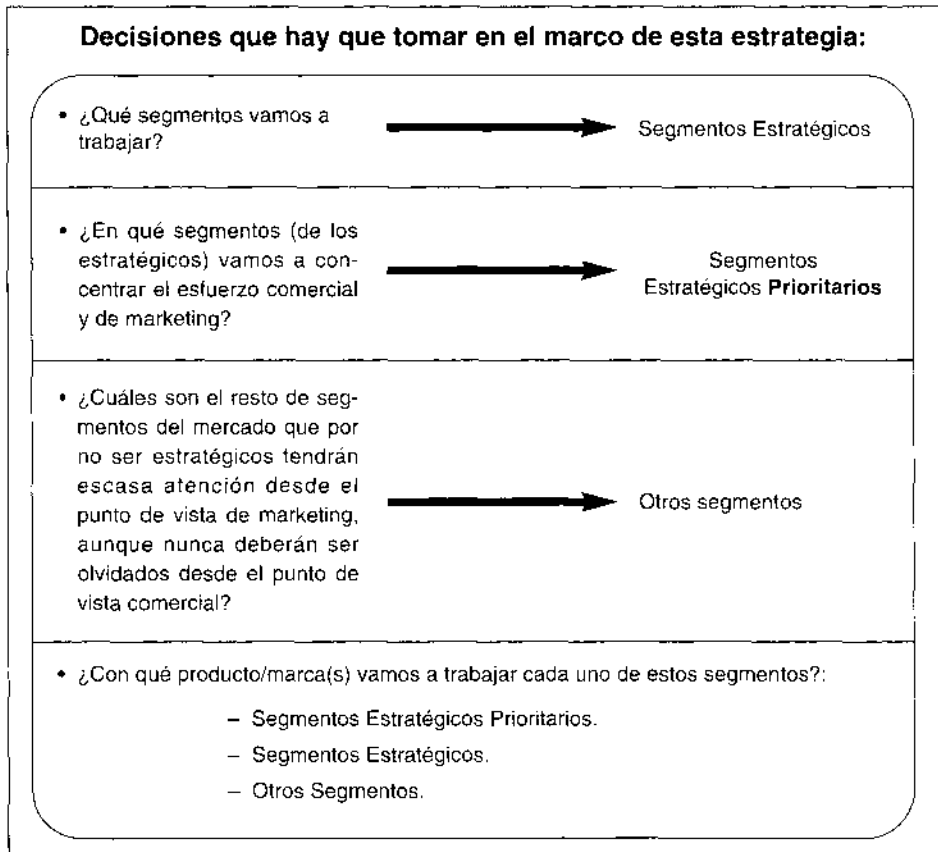 Decisiones que hay que tomar en el marco de esta estrategia:
• ¿Qué segmentos vamos a
trabajar?
Segmentos Estratégicos
• ¿En qué segmentos (de los
estratégicos) vamos a con-
centrar el esfuerzo comercial
y de marketing?
Segmentos
Estratégicos Prioritarios
• ¿Cuáles son el resto de seg-
mentos del mercado que por
no ser estratégicos tendrán
escasa atención desde el
punto de vista de marketing,
aunque nunca deberán ser
olvidados desde el punto de
vista comercial?
Otros segmentos
• ¿Con qué producto/marca(s) vamos a trabajar cada uno de estos segmentos?:
– Segmentos Estratégicos Prioritarios.
– Segmentos Estratégicos.
– Otros Segmentos.